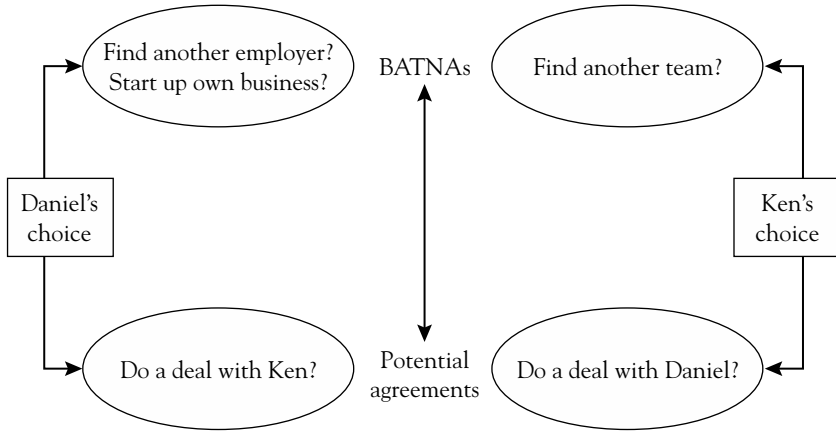 Find another employer?
Start up own business?
BATNAs
Find another team?
Daniel's
choice
Ken's
choice
Do a deal with Ken?
Potential
agreements
Do a deal with Daniel?